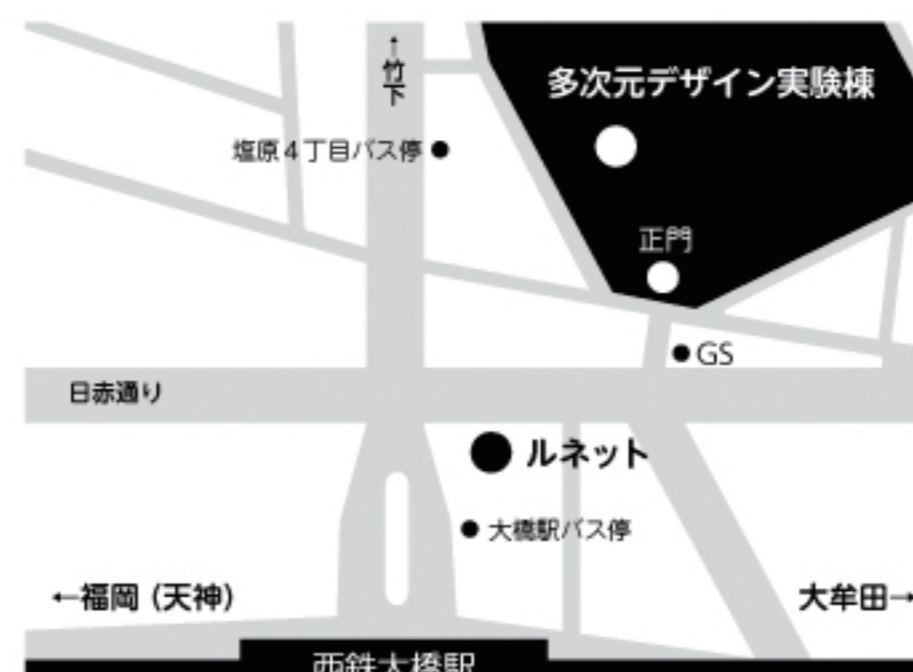 ↑竹下
多次元デザイン実験棟
塩原4丁目バス停
正門
GS
日赤通り
ルネット
大橋駅バス停
←福岡(天神)
大牟田→
西鉄大橋駅